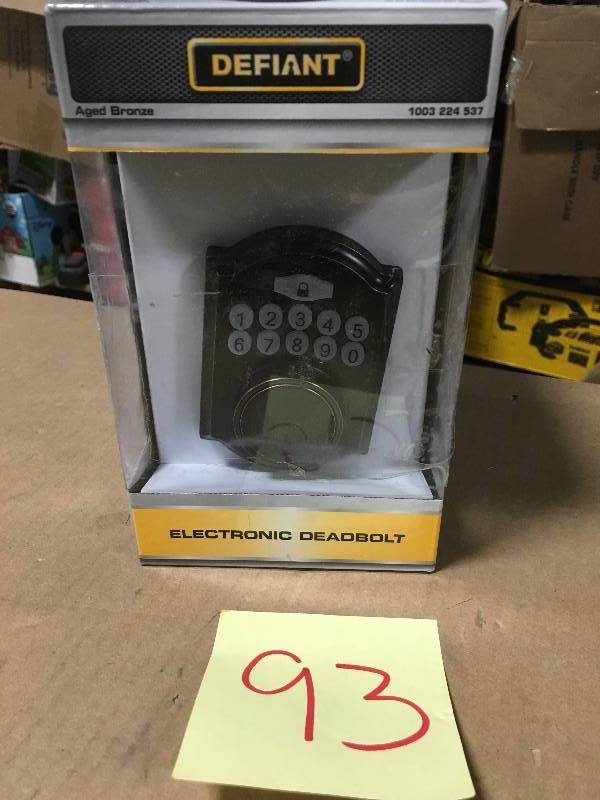 DEFIANT®
Aged Bronze
1003 224 537
1 2 3 4 5
6 7 8 9 0
ELECTRONIC DEADBOLT
93